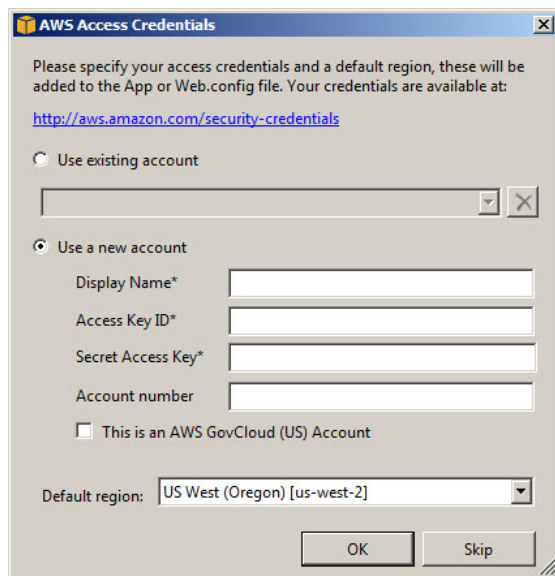 AWS Access Credentials
Please specify your access credentials and a default region, these will be
added to the App or Web.config file. Your credentials are available at:
http://aws.amazon.com/security-credentials
Use existing account
Use a new account
Display Name*
Access Key ID*
Secret Access Key*
Account number
This is an AWS GovCloud (US) Account
Default region: US West (Oregon) [us-west-2]
OK Skip